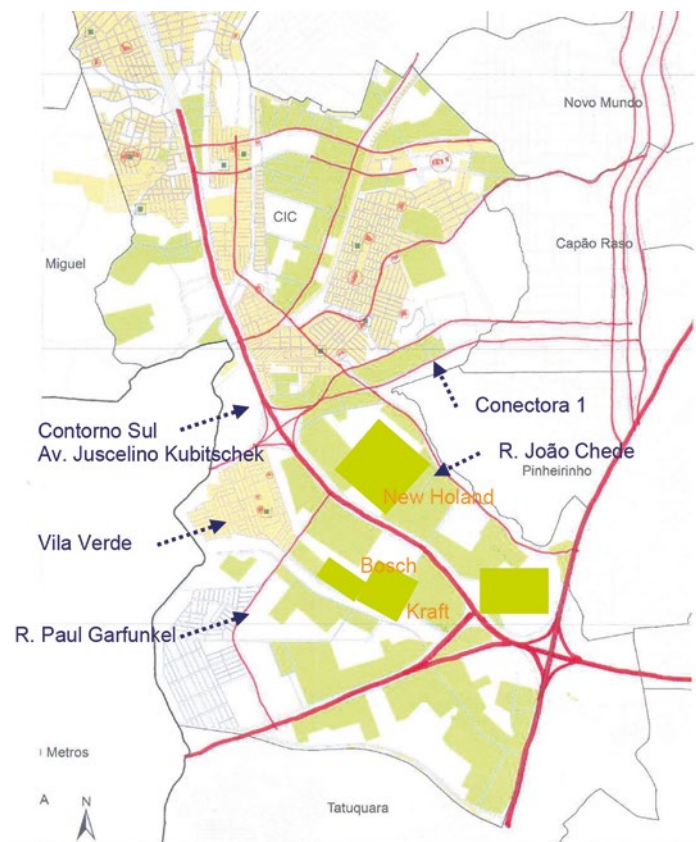 Novo Mundo
CIC
Capão Raso
Miguel
Conectora 1
Contorno Sul
Av. Juscelino Kubitschek
R. João Chede
Pinheirinho
New Holand
Vila Verde
Bosch
Kraft
R. Paul Garfunkel
Metros
A
N
Tatuquara